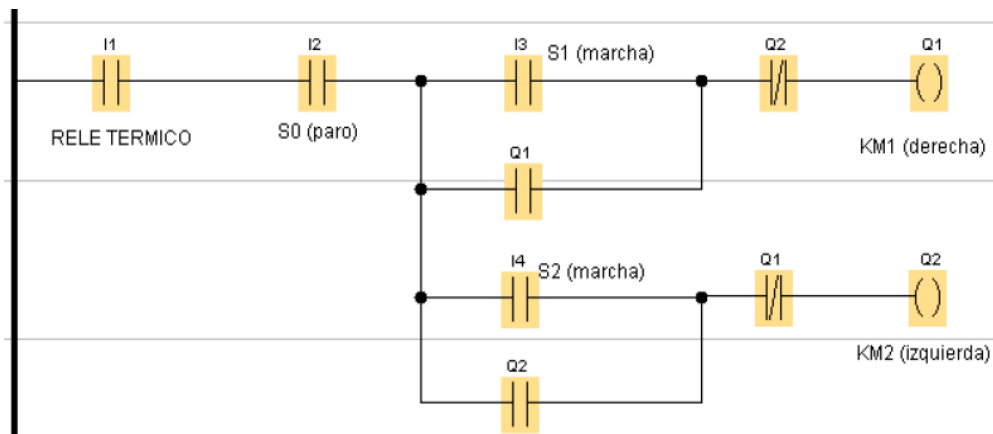 I1
I2
I3
S1 (marcha)
Q2
Q1
RELE TERMICO
S0 (paro)
KM1 (derecha)
Q1
I4
S2 (marcha)
Q1
Q2
KM2 (izquierda)
Q2